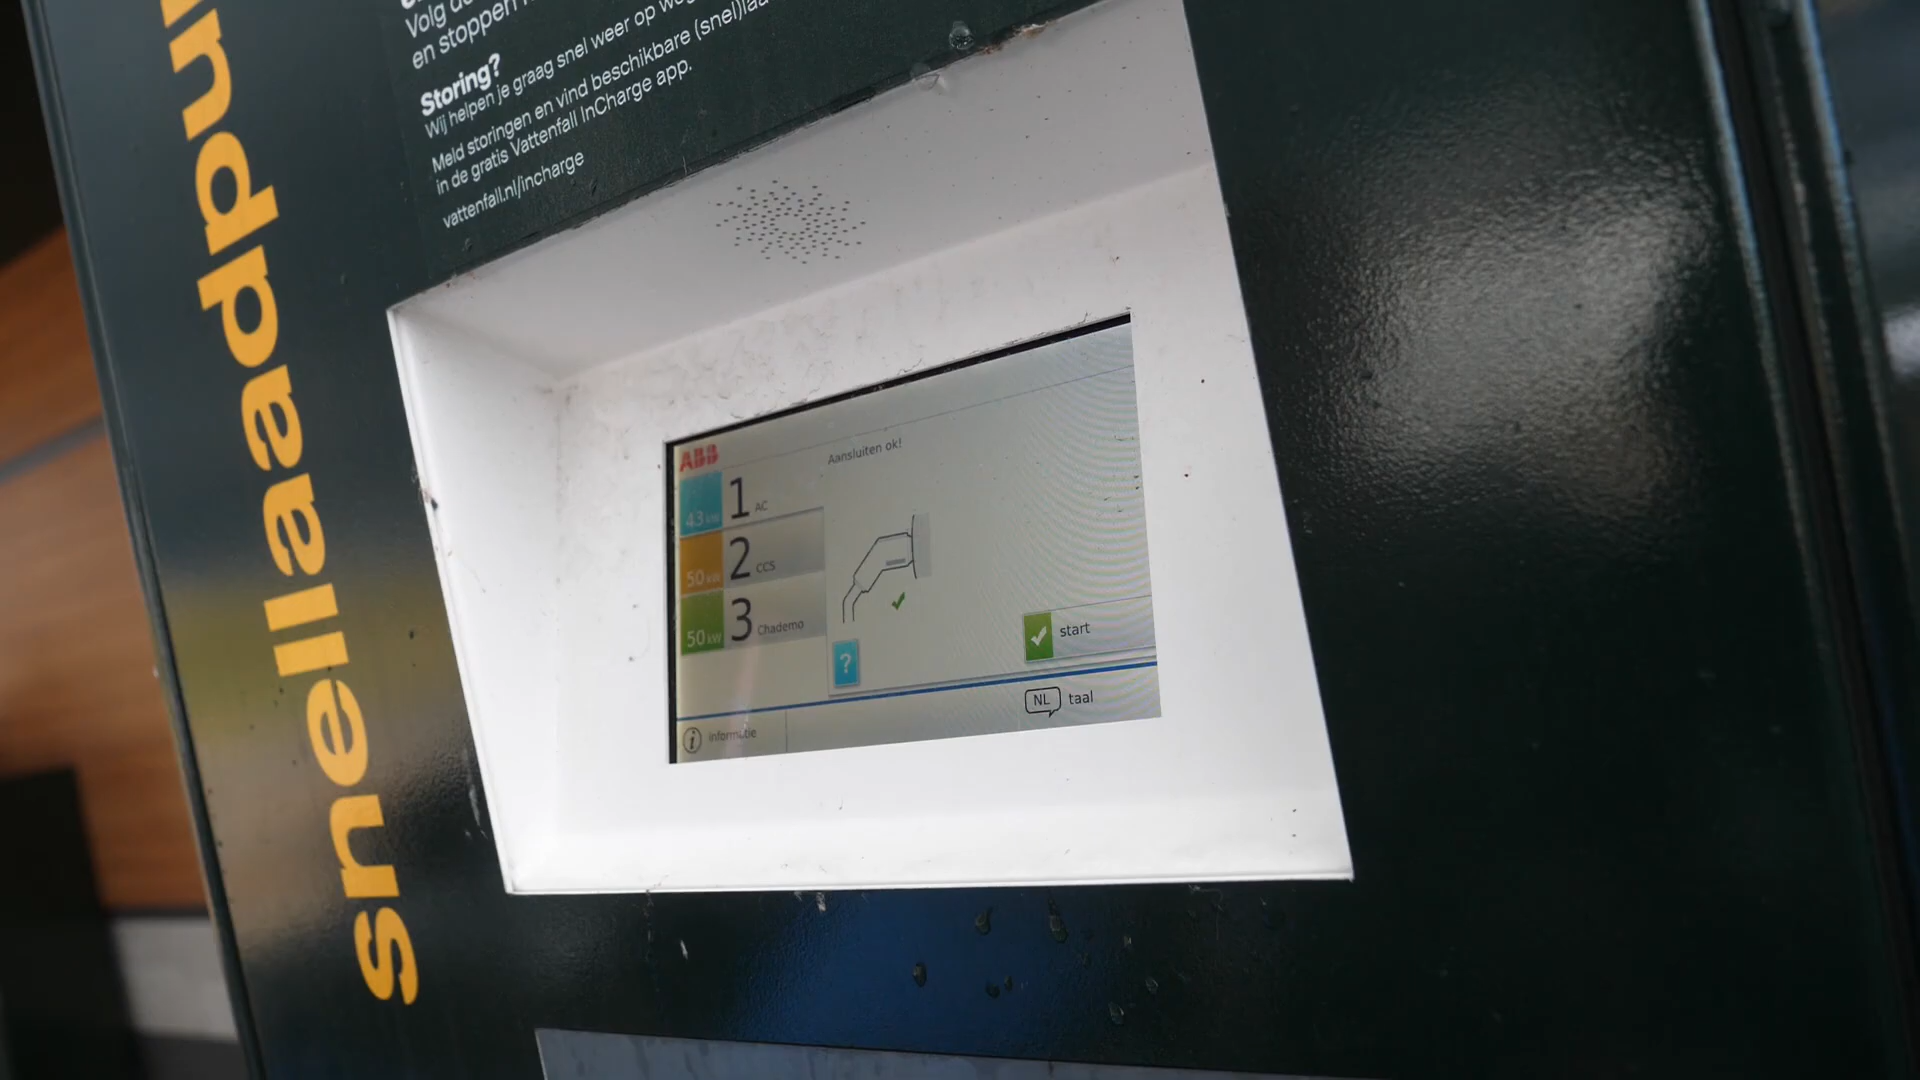 Volg de
en stoppen
Storing?
Wij helpen je graag snel weer op weg
Meld storingen en vind beschikbare (snel)laa
in de gratis Vattenfall InCharge app.
vattenfall.nl/incharge
snellaadpu
ABB
Aansluiten ok!
43 kW 1 AC
50 kW 2 CCS
50 kW 3 Chademo
?
start
NL taal
i informatie